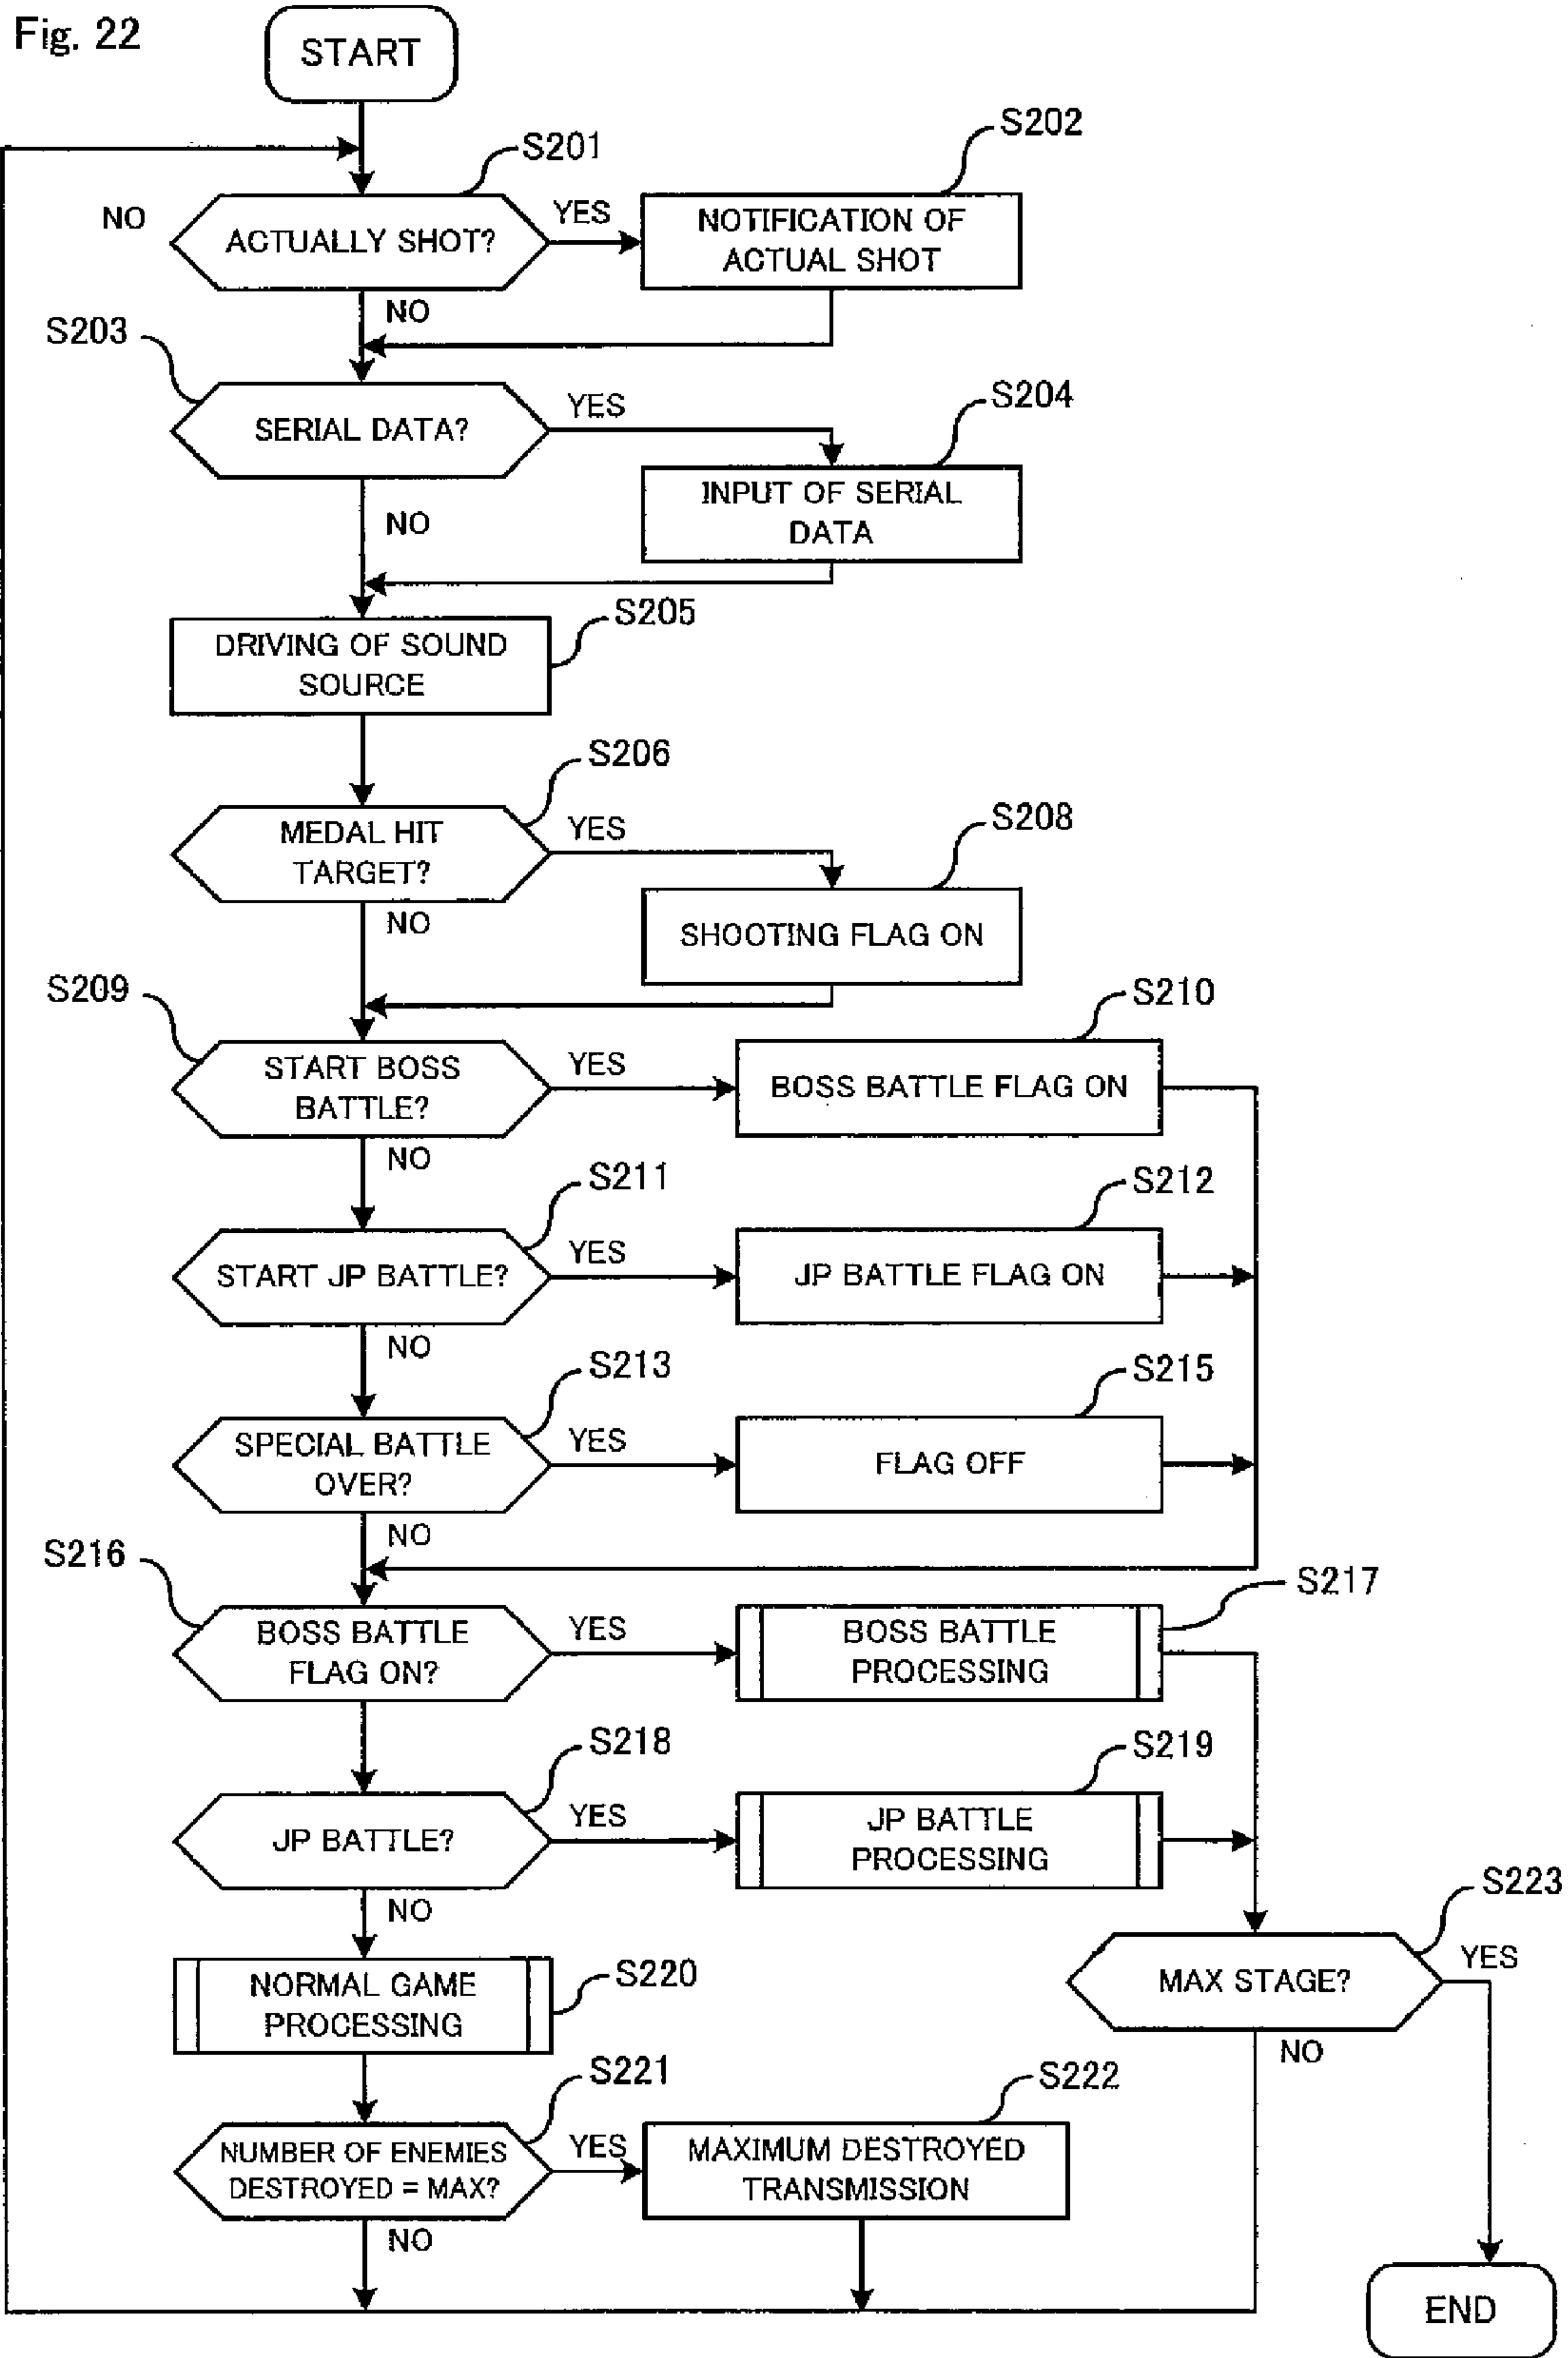 Fig. 22
START
S201
S202
NO
ACTUALLY SHOT?
YES
NOTIFICATION OF
ACTUAL SHOT
NO
S203
SERIAL DATA?
YES
S204
INPUT OF SERIAL
DATA
NO
S205
DRIVING OF SOUND
SOURCE
S206
MEDAL HIT
TARGET?
YES
S208
SHOOTING FLAG ON
NO
S209
START BOSS
BATTLE?
YES
S210
BOSS BATTLE FLAG ON
NO
S211
START JP BATTLE?
YES
S212
JP BATTLE FLAG ON
NO
S213
SPECIAL BATTLE
OVER?
YES
S215
FLAG OFF
NO
S216
BOSS BATTLE
FLAG ON?
YES
S217
BOSS BATTLE
PROCESSING
S218
JP BATTLE?
YES
S219
JP BATTLE
PROCESSING
NO
S223
MAX STAGE?
YES
NO
S220
NORMAL GAME
PROCESSING
S221
NUMBER OF ENEMIES
DESTROYED = MAX?
YES
S222
MAXIMUM DESTROYED
TRANSMISSION
NO
END